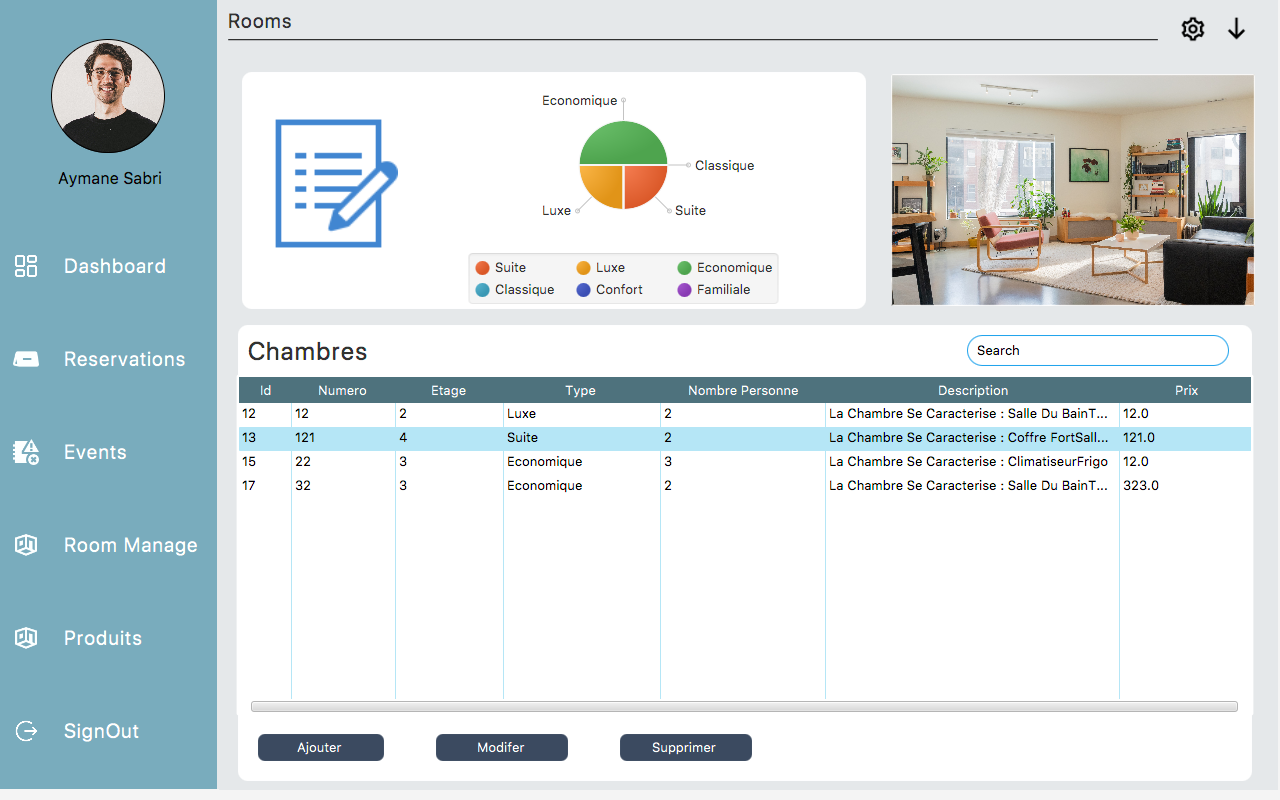 Rooms
Aymane Sabri
Dashboard
Reservations
Events
Room Manage
Produits
SignOut
Economique
Classique
Luxe
Suite
Suite Luxe Economique
Classique Confort Familiale
Chambres
Search
Id Numero Etage Type Nombre Personne Description Prix
12 12 2 Luxe 2 La Chambre Se Caracterise : Salle Du BainT... 12.0
13 121 4 Suite 2 La Chambre Se Caracterise : Coffre FortSall... 121.0
15 22 3 Economique 3 La Chambre Se Caracterise : ClimatiseurFrigo 12.0
17 32 3 Economique 2 La Chambre Se Caracterise : Salle Du BainT... 323.0
Ajouter Modifer Supprimer